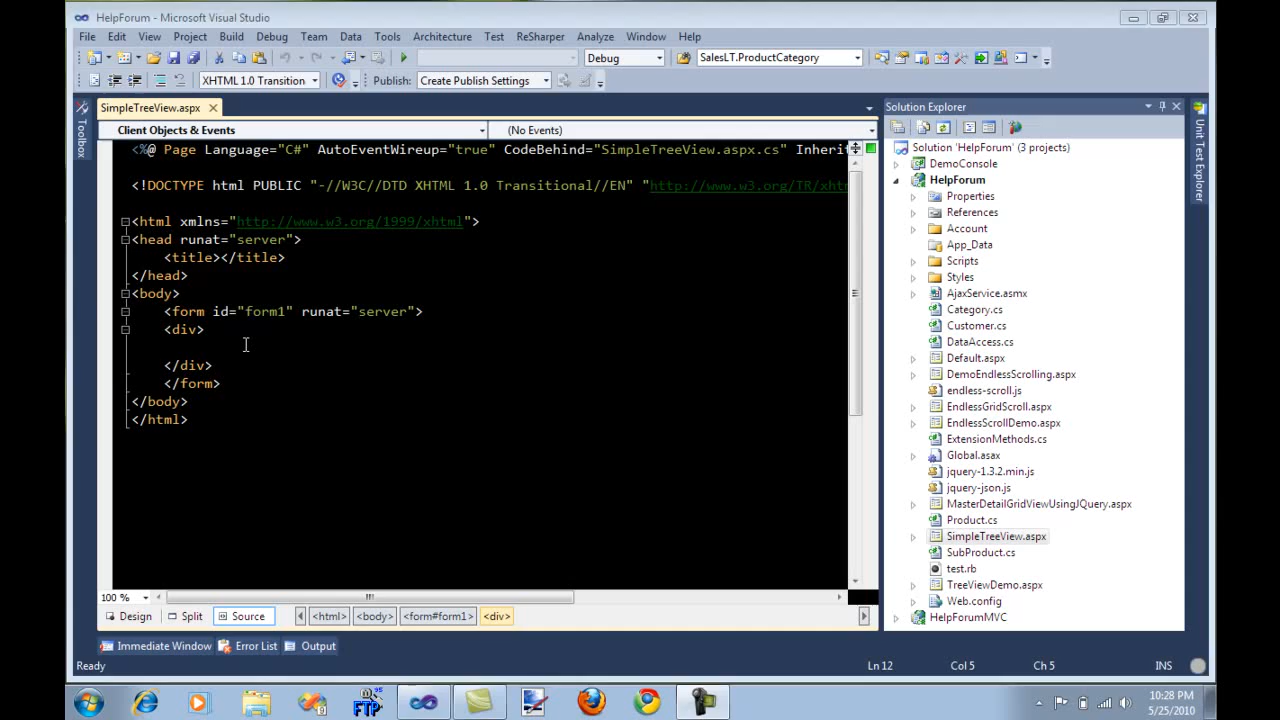 HelpForum - Microsoft Visual Studio
File Edit View Project Build Debug Team Data Tools Architecture Test ReSharper Analyze Window Help
Debug SalesLT.ProductCategory
XHTML 1.0 Transition Publish: Create Publish Settings
SimpleTreeView.aspx
Client Objects & Events (No Events)
<%@ Page Language="C#" AutoEventWireup="true" CodeBehind="SimpleTreeView.aspx.cs" Inherit
<!DOCTYPE html PUBLIC "-//W3C//DTD XHTML 1.0 Transitional//EN" "http://www.w3.org/TR/xhtm
<html xmlns="http://www.w3.org/1999/xhtml">
<head runat="server">
<title></title>
</head>
<body>
<form id="form1" runat="server">
<div>
</div>
</form>
</body>
</html>
100 %
Design Split Source <html> <body> <form#form1> <div>
Immediate Window Error List Output
Ready Ln 12 Col 5 Ch 5 INS
Toolbox
Solution Explorer
Solution 'HelpForum' (3 projects)
DemoConsole
HelpForum
Properties
References
Account
App_Data
Scripts
Styles
AjaxService.asmx
Category.cs
Customer.cs
DataAccess.cs
Default.aspx
DemoEndlessScrolling.aspx
endless-scroll.js
EndlessGridScroll.aspx
EndlessScrollDemo.aspx
ExtensionMethods.cs
Global.asax
jquery-1.3.2.min.js
jquery-json.js
MasterDetailGridViewUsingJQuery.aspx
Product.cs
SimpleTreeView.aspx
SubProduct.cs
test.rb
TreeViewDemo.aspx
Web.config
HelpForumMVC
Unit Test Explorer
FTP
10:28 PM
5/25/2010